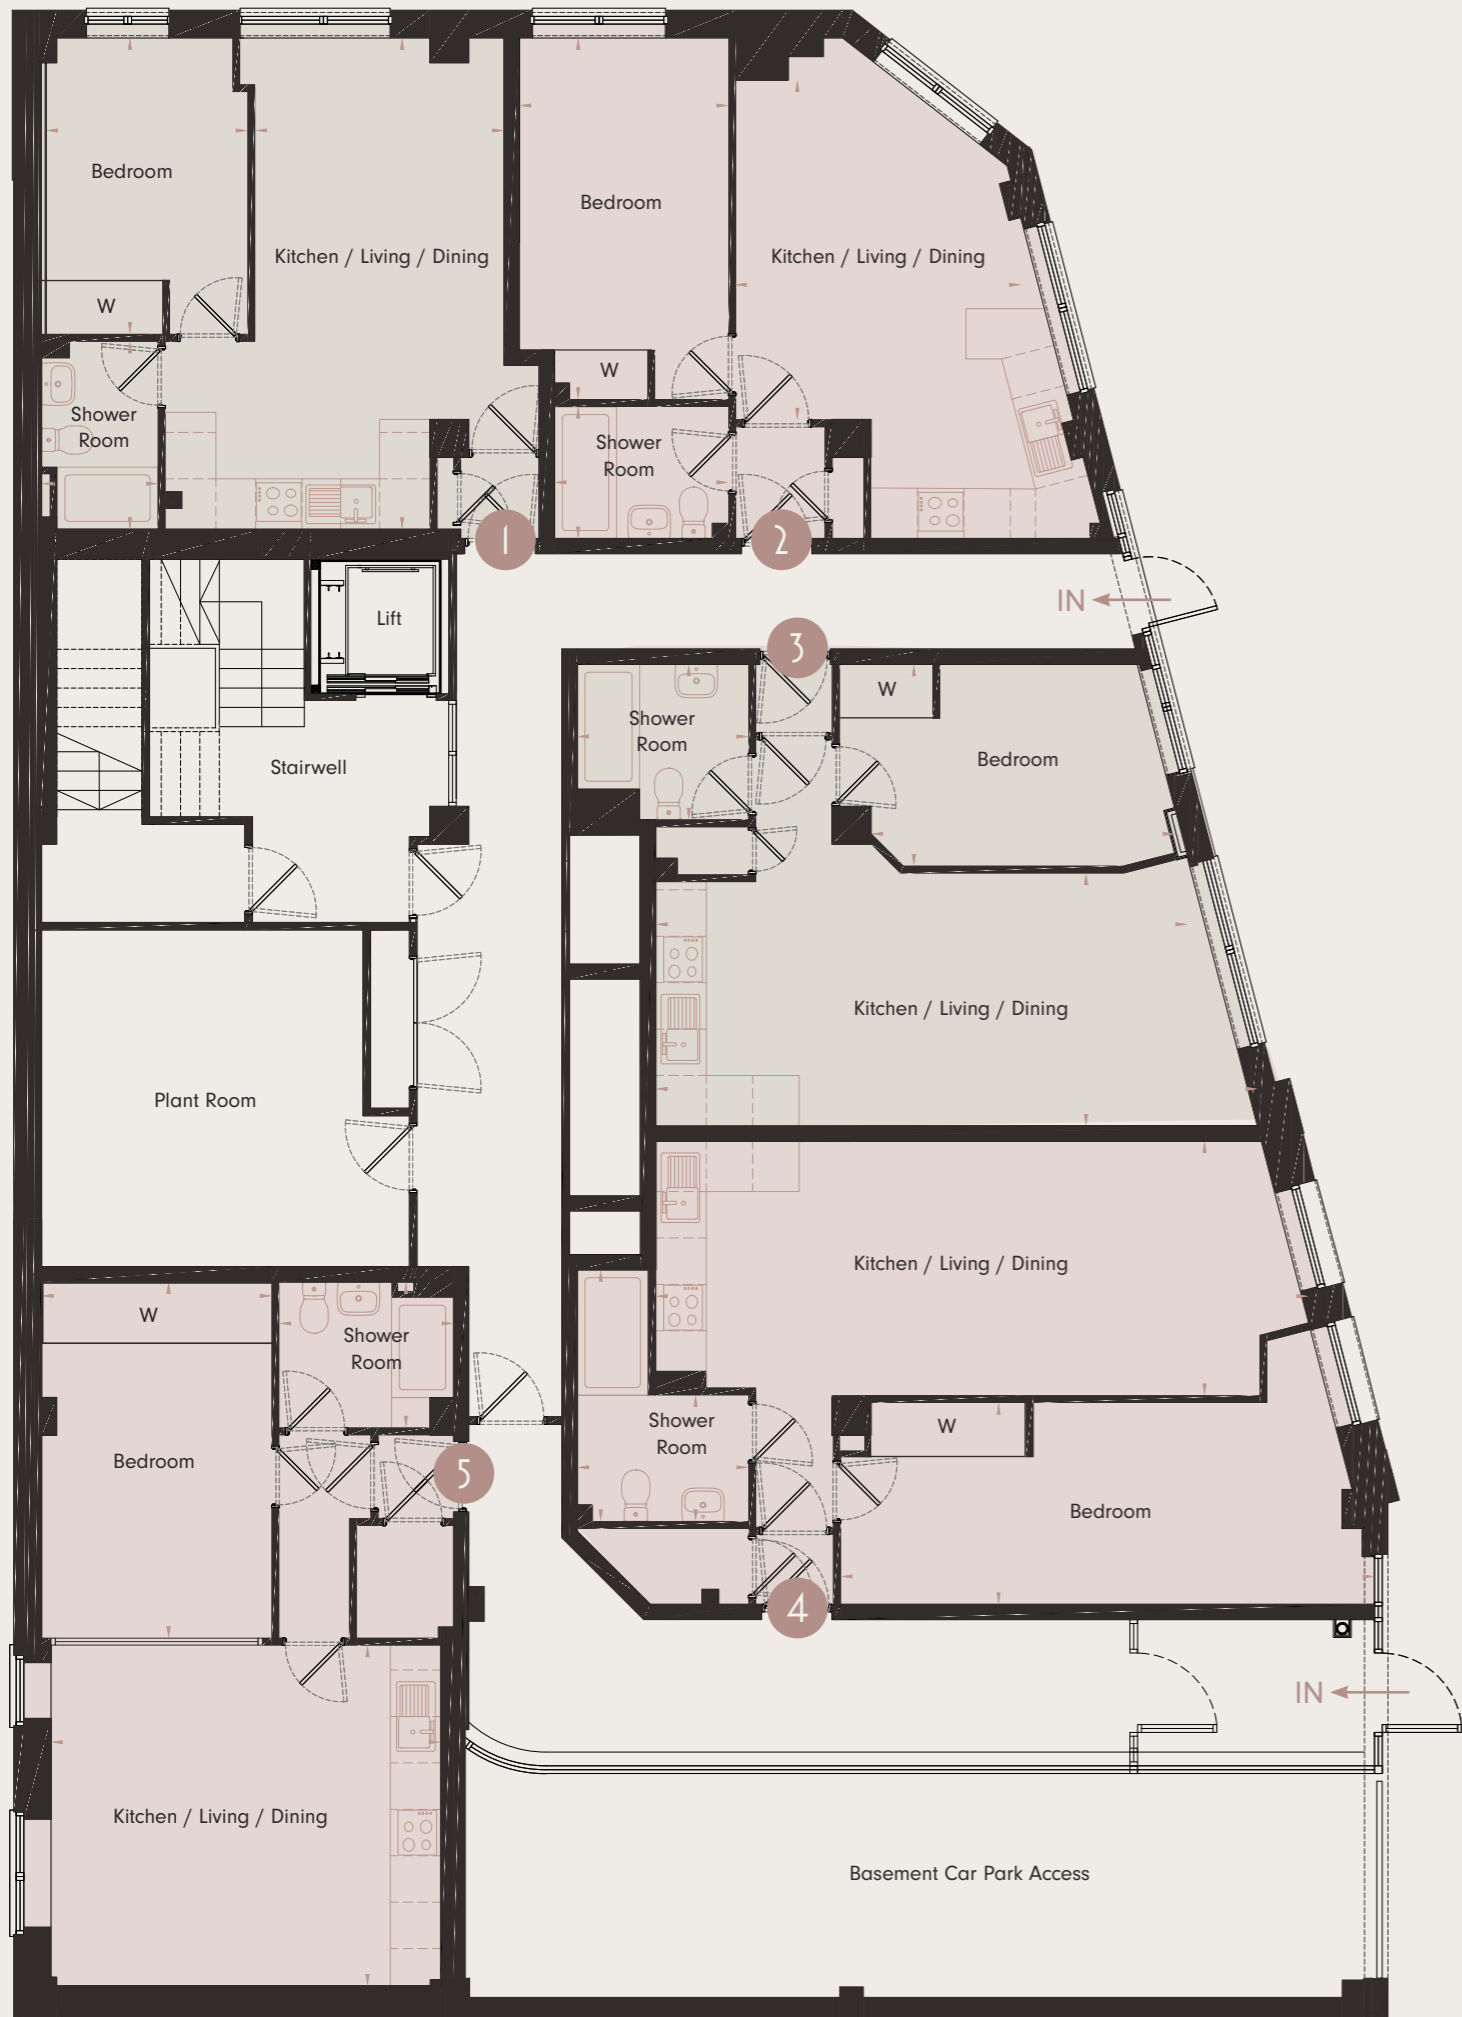 Bedroom
Kitchen / Living / Dining
W
Shower
Room
1
Bedroom
Kitchen / Living / Dining
W
Shower
Room
2
IN
Lift
Stairwell
3
Shower
Room
W
Bedroom
Kitchen / Living / Dining
Plant Room
Kitchen / Living / Dining
Shower
Room
W
Bedroom
4
W
Shower
Room
Bedroom
5
Kitchen / Living / Dining
IN
Basement Car Park Access